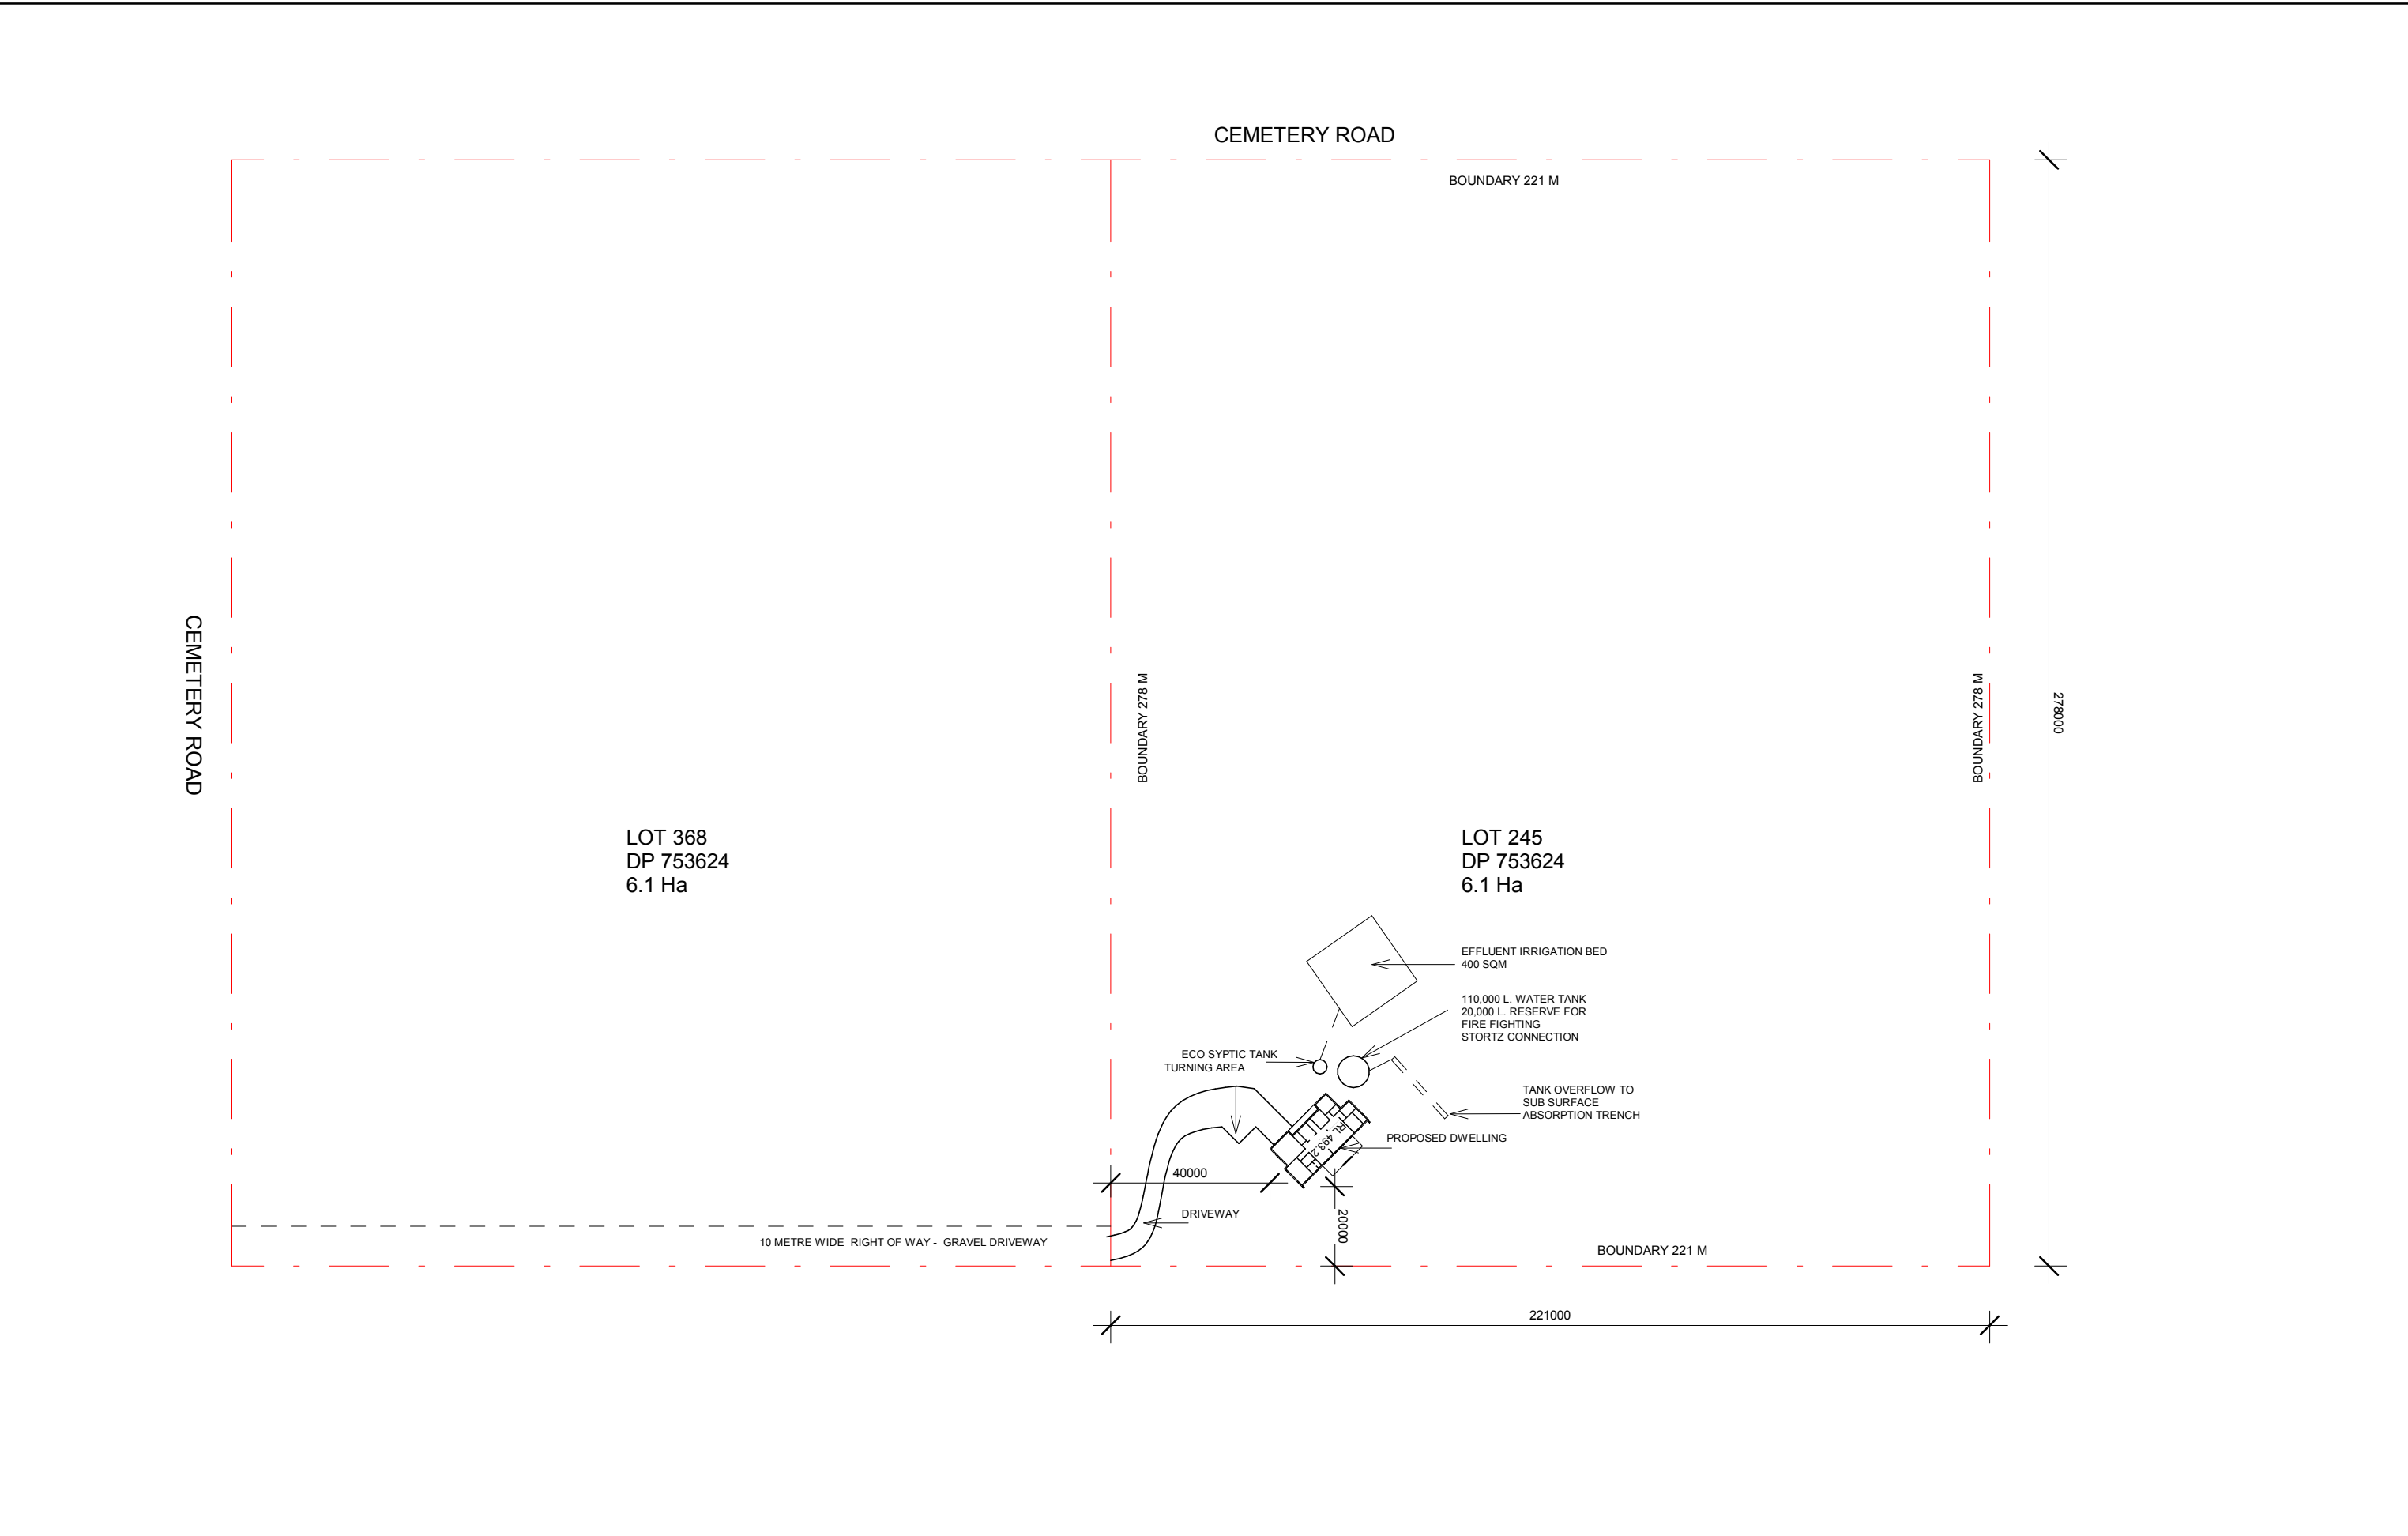 CEMETERY ROAD
BOUNDARY 221 M
CEMETERY ROAD
BOUNDARY 278 M
BOUNDARY 278 M
278000
LOT 368
DP 753624
6.1 Ha
LOT 245
DP 753624
6.1 Ha
EFFLUENT IRRIGATION BED
400 SQM
110,000 L. WATER TANK
20,000 L. RESERVE FOR
FIRE FIGHTING
STORTZ CONNECTION
ECO SYPTIC TANK
TURNING AREA
TANK OVERFLOW TO
SUB SURFACE
ABSORPTION TRENCH
PROPOSED DWELLING
RL 493.2
40000
DRIVEWAY
20000
10 METRE WIDE RIGHT OF WAY - GRAVEL DRIVEWAY
BOUNDARY 221 M
221000